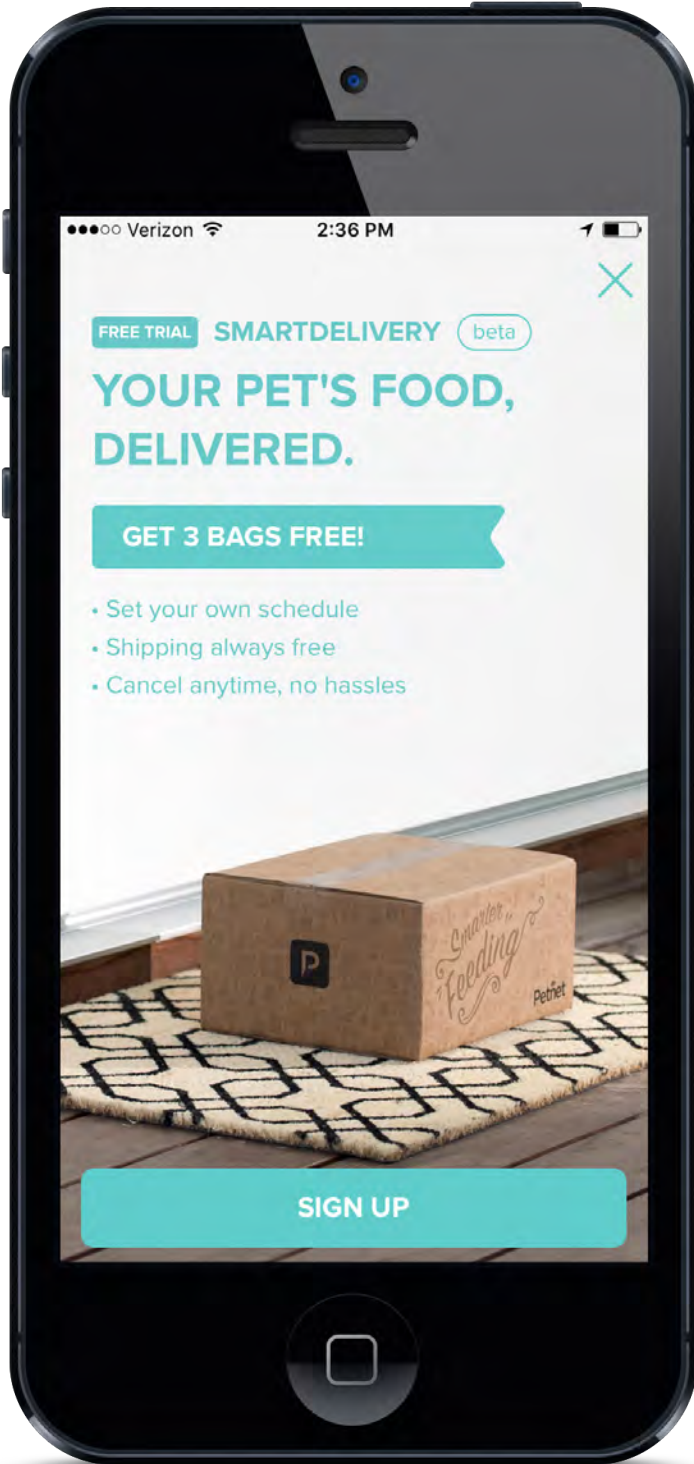 Verizon 2:36 PM
FREE TRIAL SMARTDELIVERY beta
YOUR PET'S FOOD,
DELIVERED.
GET 3 BAGS FREE!
• Set your own schedule
• Shipping always free
• Cancel anytime, no hassles
P
Smarter
Feeding
Petnet
SIGN UP